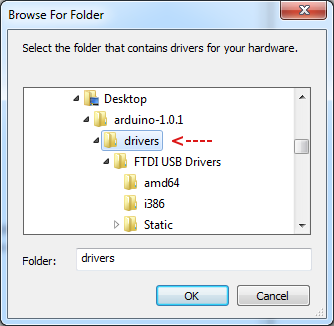 Browse For Folder
Select the folder that contains drivers for your hardware.
Desktop
arduino-1.0.1
drivers
FTDI USB Drivers
amd64
i386
Static
Folder: drivers
OK Cancel